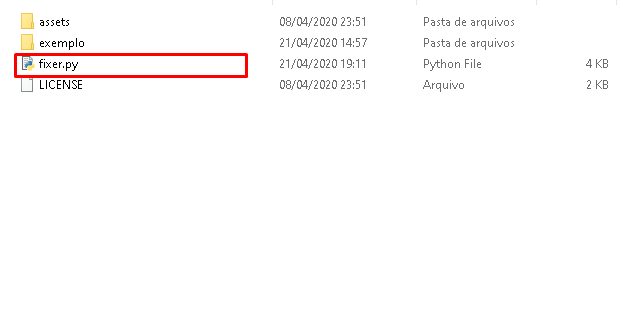 assets 08/04/2020 23:51 Pasta de arquivos
exemplo 21/04/2020 14:57 Pasta de arquivos
fixer.py 21/04/2020 19:11 Python File 4 KB
LICENSE 08/04/2020 23:51 Arquivo 2 KB